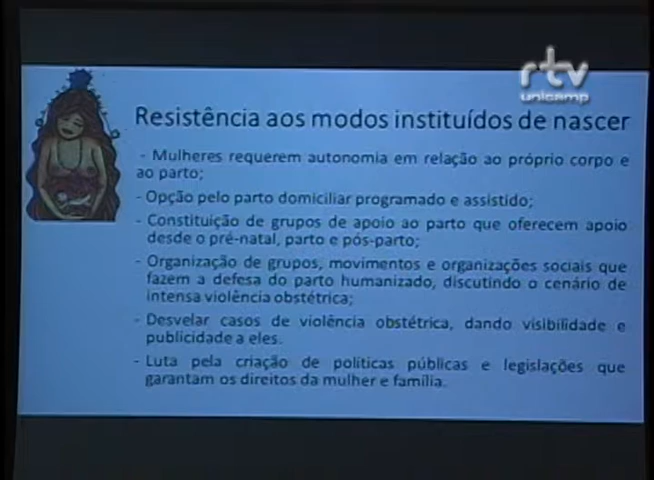 rtv
unicamp
Resistência aos modos instituídos de nascer
- Mulheres requerem autonomia em relação ao próprio corpo e
ao parto;
- Opção pelo parto domiciliar programado e assistido;
- Constituição de grupos de apoio ao parto que oferecem apoio
desde o pré-natal, parto e pós-parto;
- Organização de grupos, movimentos e organizações sociais que
fazem a defesa do parto humanizado, discutindo o cenário de
intensa violência obstétrica;
- Desvelar casos de violência obstétrica, dando visibilidade e
publicidade a eles.
- Luta pela criação de políticas públicas e legislações que
garantam os direitos da mulher e família.